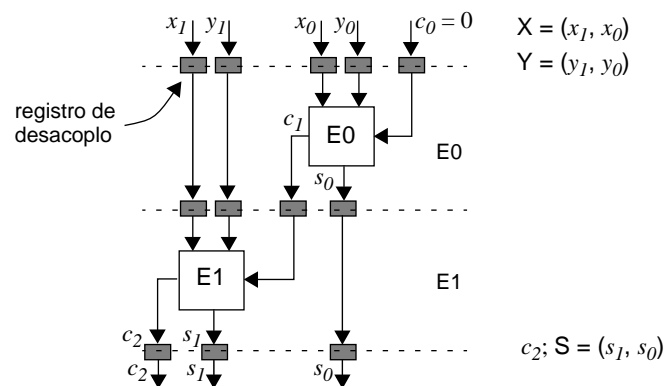 x₁ y₁ x₀ y₀ c₀ = 0 X = (x₁, x₀)
Y = (y₁, y₀)
registro de
desacoplo
c₁ E0 E0
s₀
E1 E1
c₂ s₁ c₂; S = (s₁, s₀)
c₂ s₁ s₀